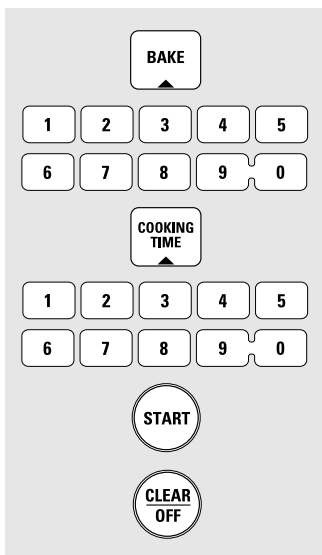 BAKE
1 2 3 4 5
6 7 8 9 0
COOKING
TIME
1 2 3 4 5
6 7 8 9 0
START
CLEAR
OFF